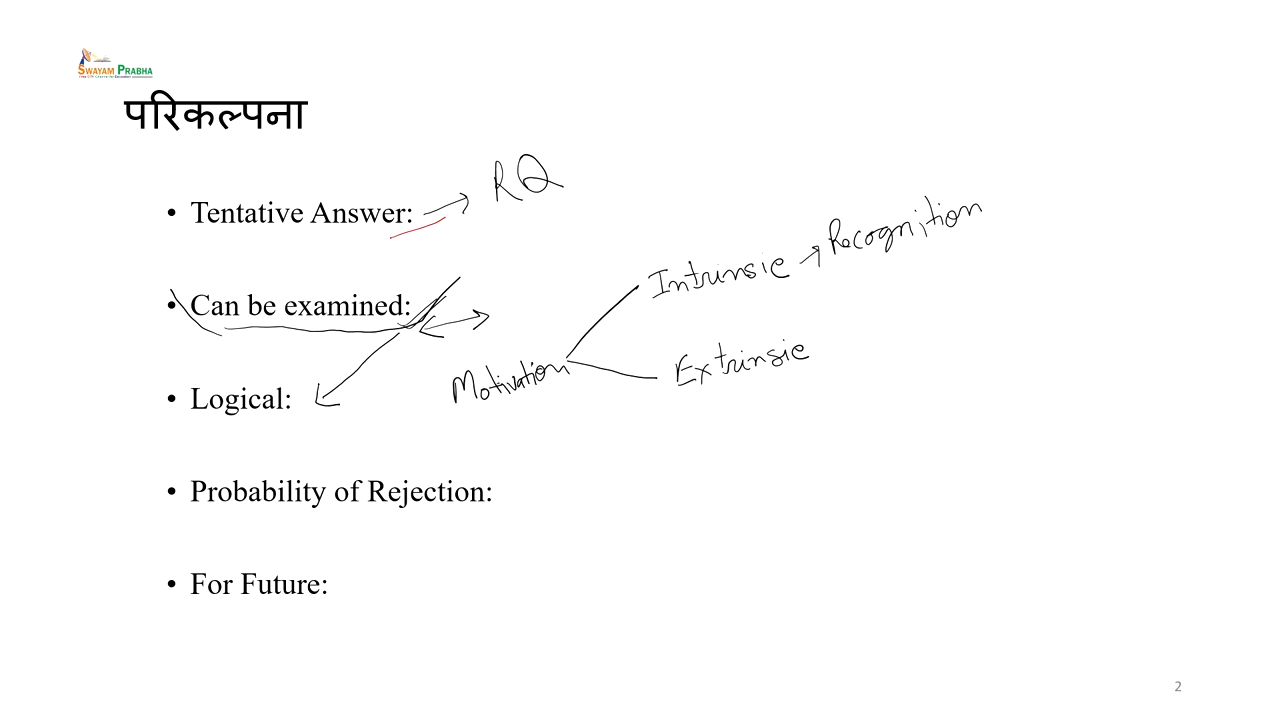 SWAYAM PRABHA
परिकल्पना
• Tentative Answer: → RQ
• Can be examined:
Intrinsic → Recognition
Motivation
Extrinsic
• Logical:
• Probability of Rejection:
• For Future:
2